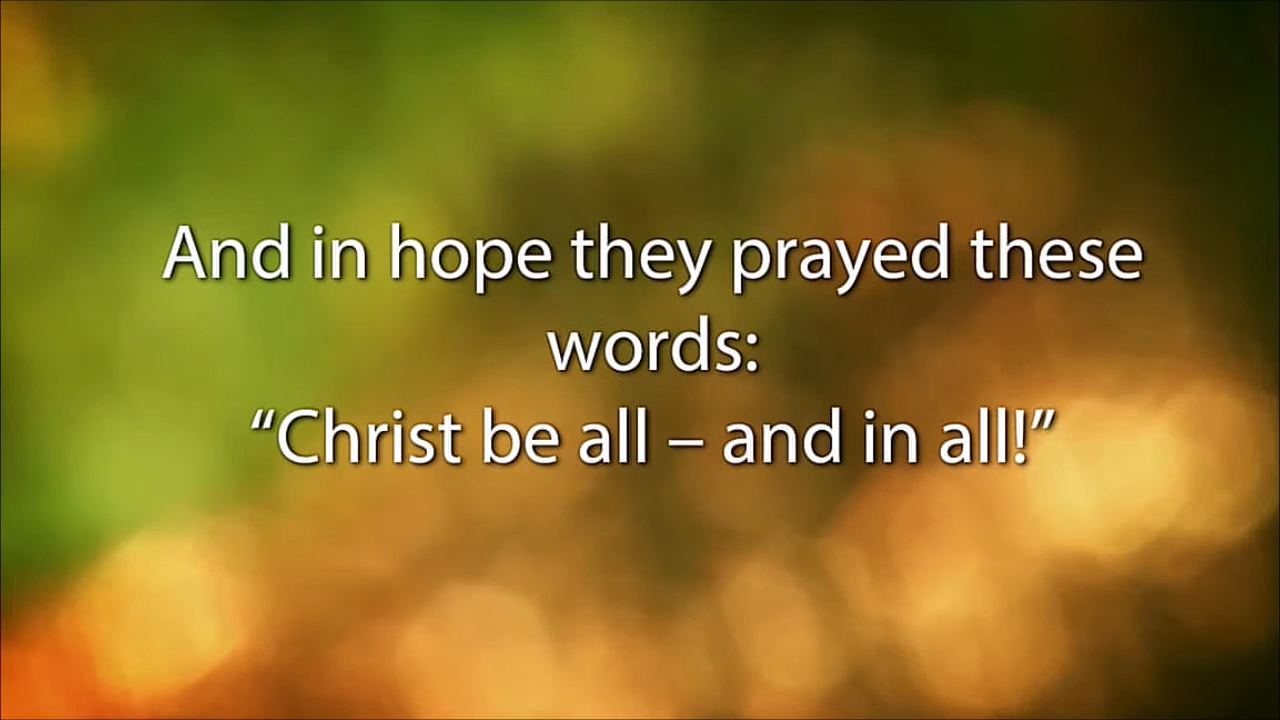 And in hope they prayed these
words:
“Christ be all – and in all!”